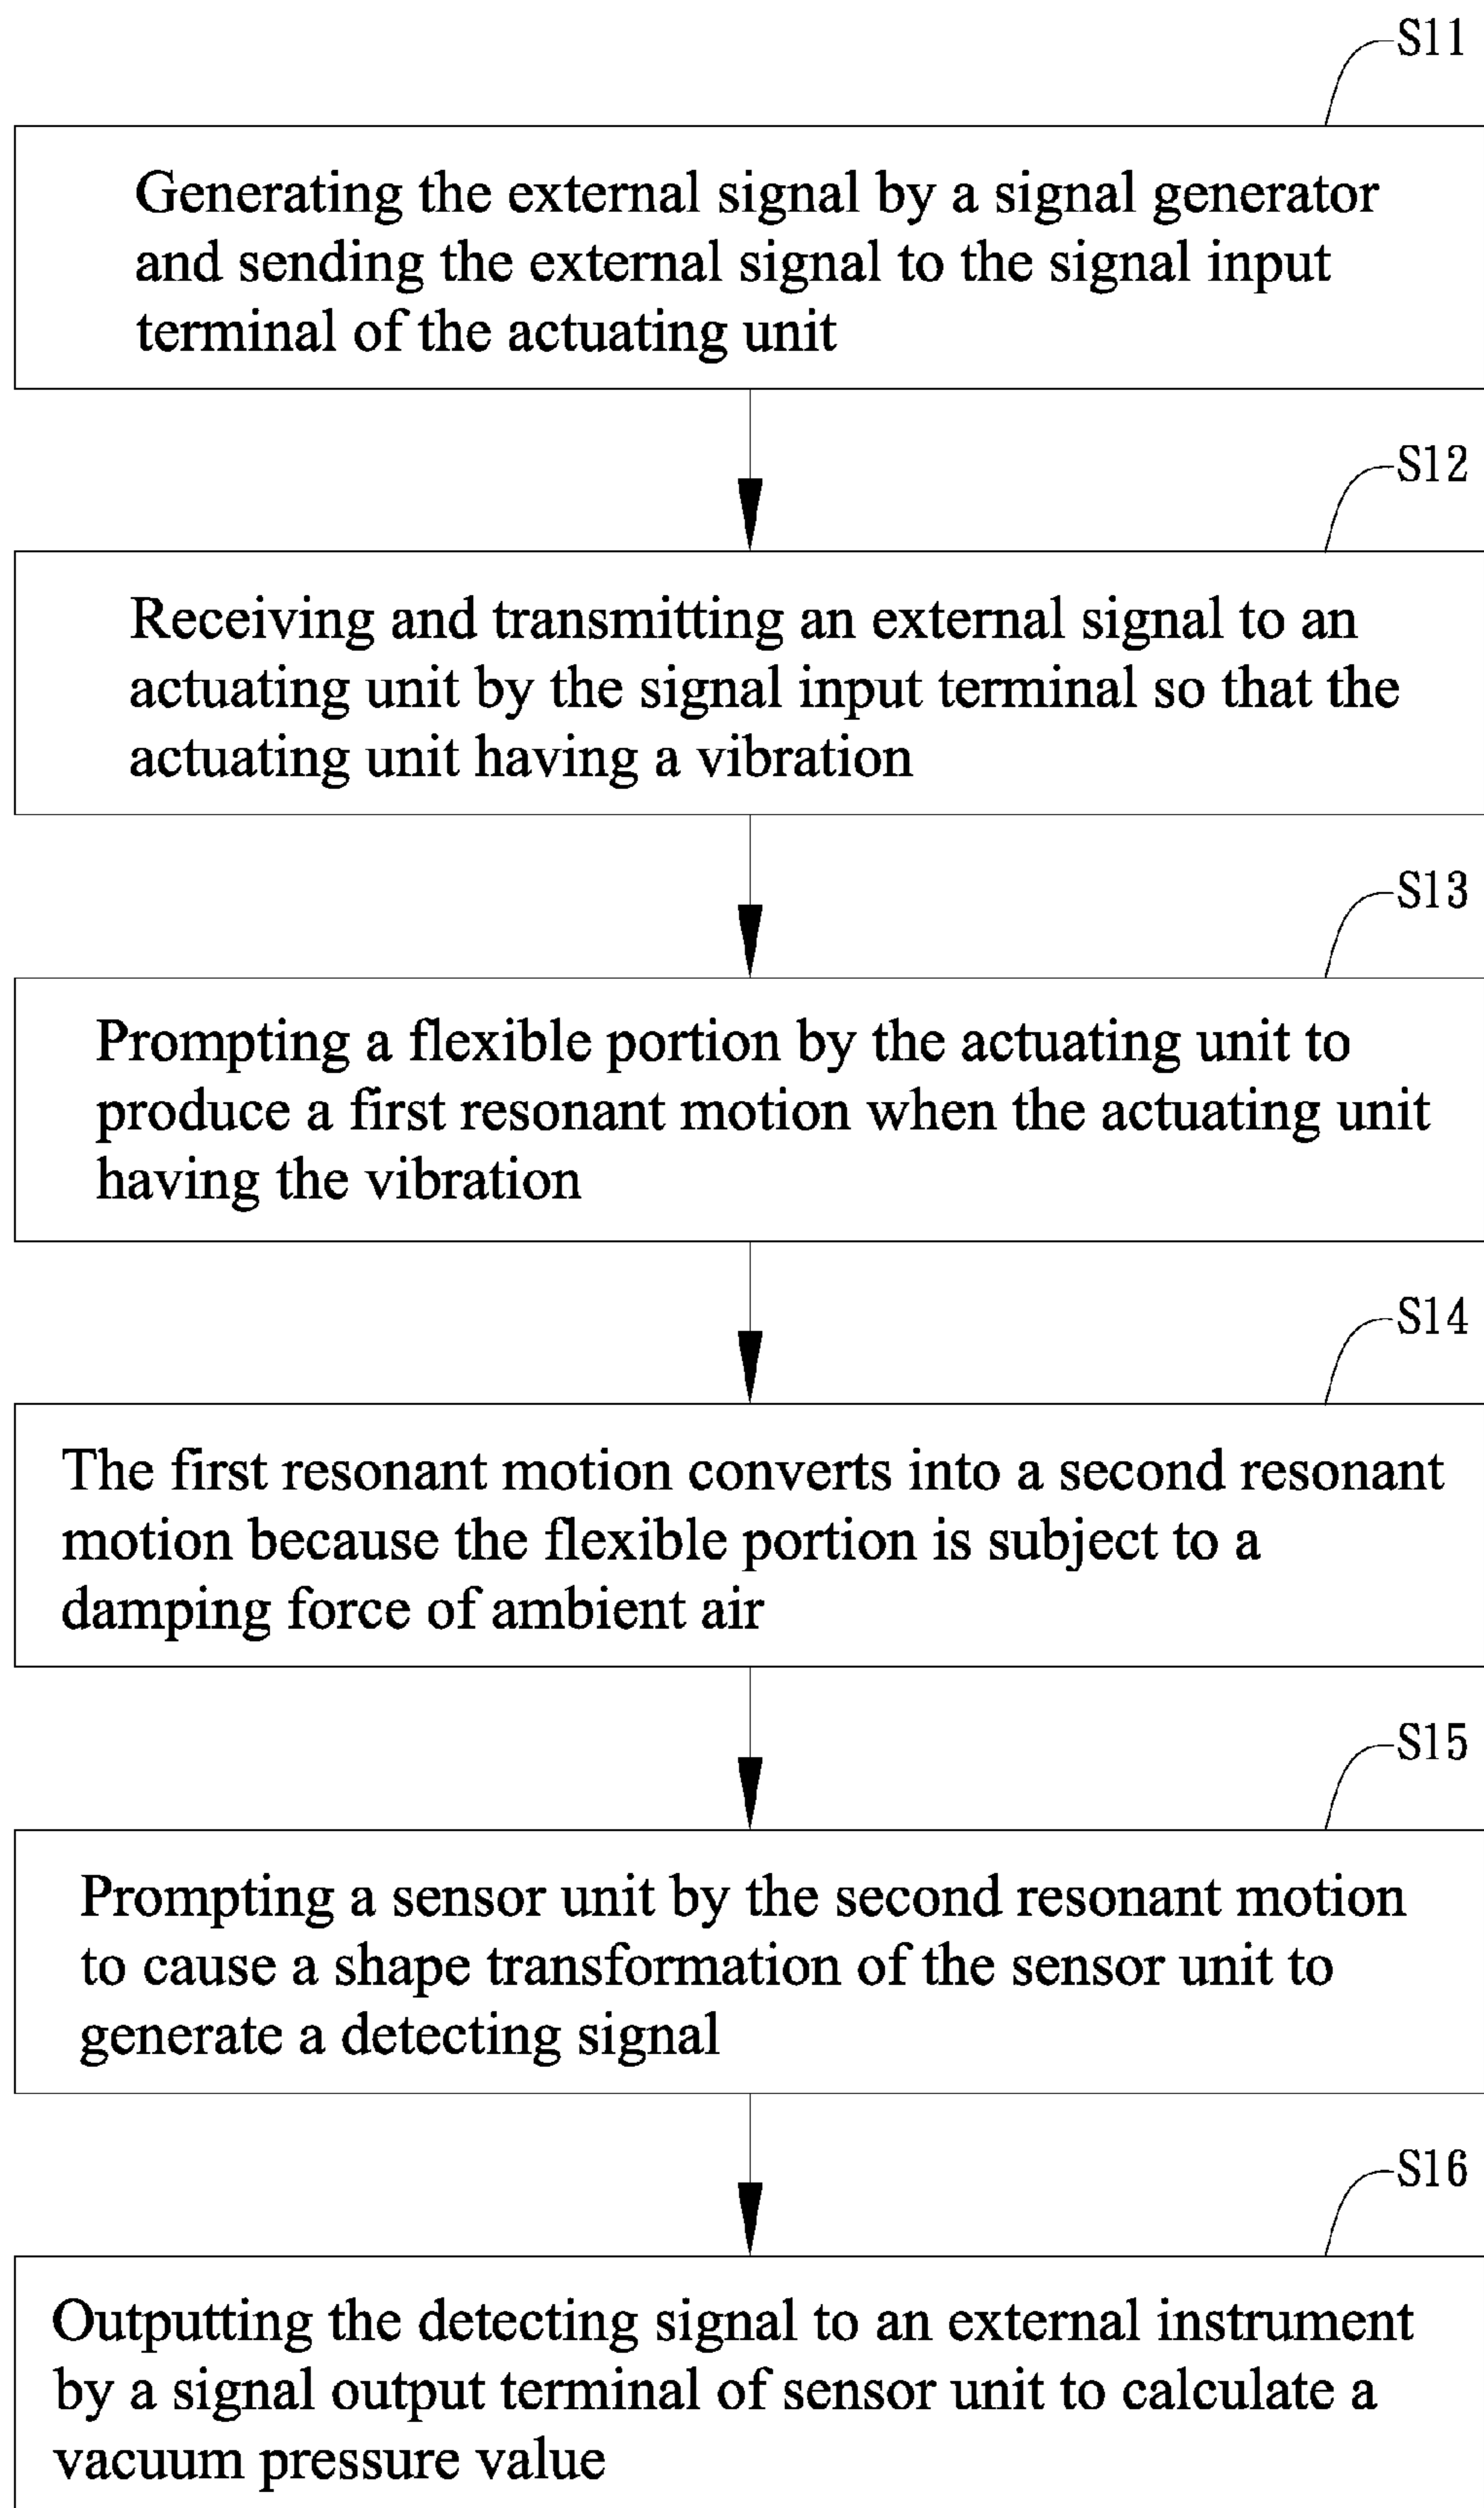 S11
Generating the external signal by a signal generator
and sending the external signal to the signal input
terminal of the actuating unit
S12
Receiving and transmitting an external signal to an
actuating unit by the signal input terminal so that the
actuating unit having a vibration
S13
Prompting a flexible portion by the actuating unit to
produce a first resonant motion when the actuating unit
having the vibration
S14
The first resonant motion converts into a second resonant
motion because the flexible portion is subject to a
damping force of ambient air
S15
Prompting a sensor unit by the second resonant motion
to cause a shape transformation of the sensor unit to
generate a detecting signal
S16
Outputting the detecting signal to an external instrument
by a signal output terminal of sensor unit to calculate a
vacuum pressure value